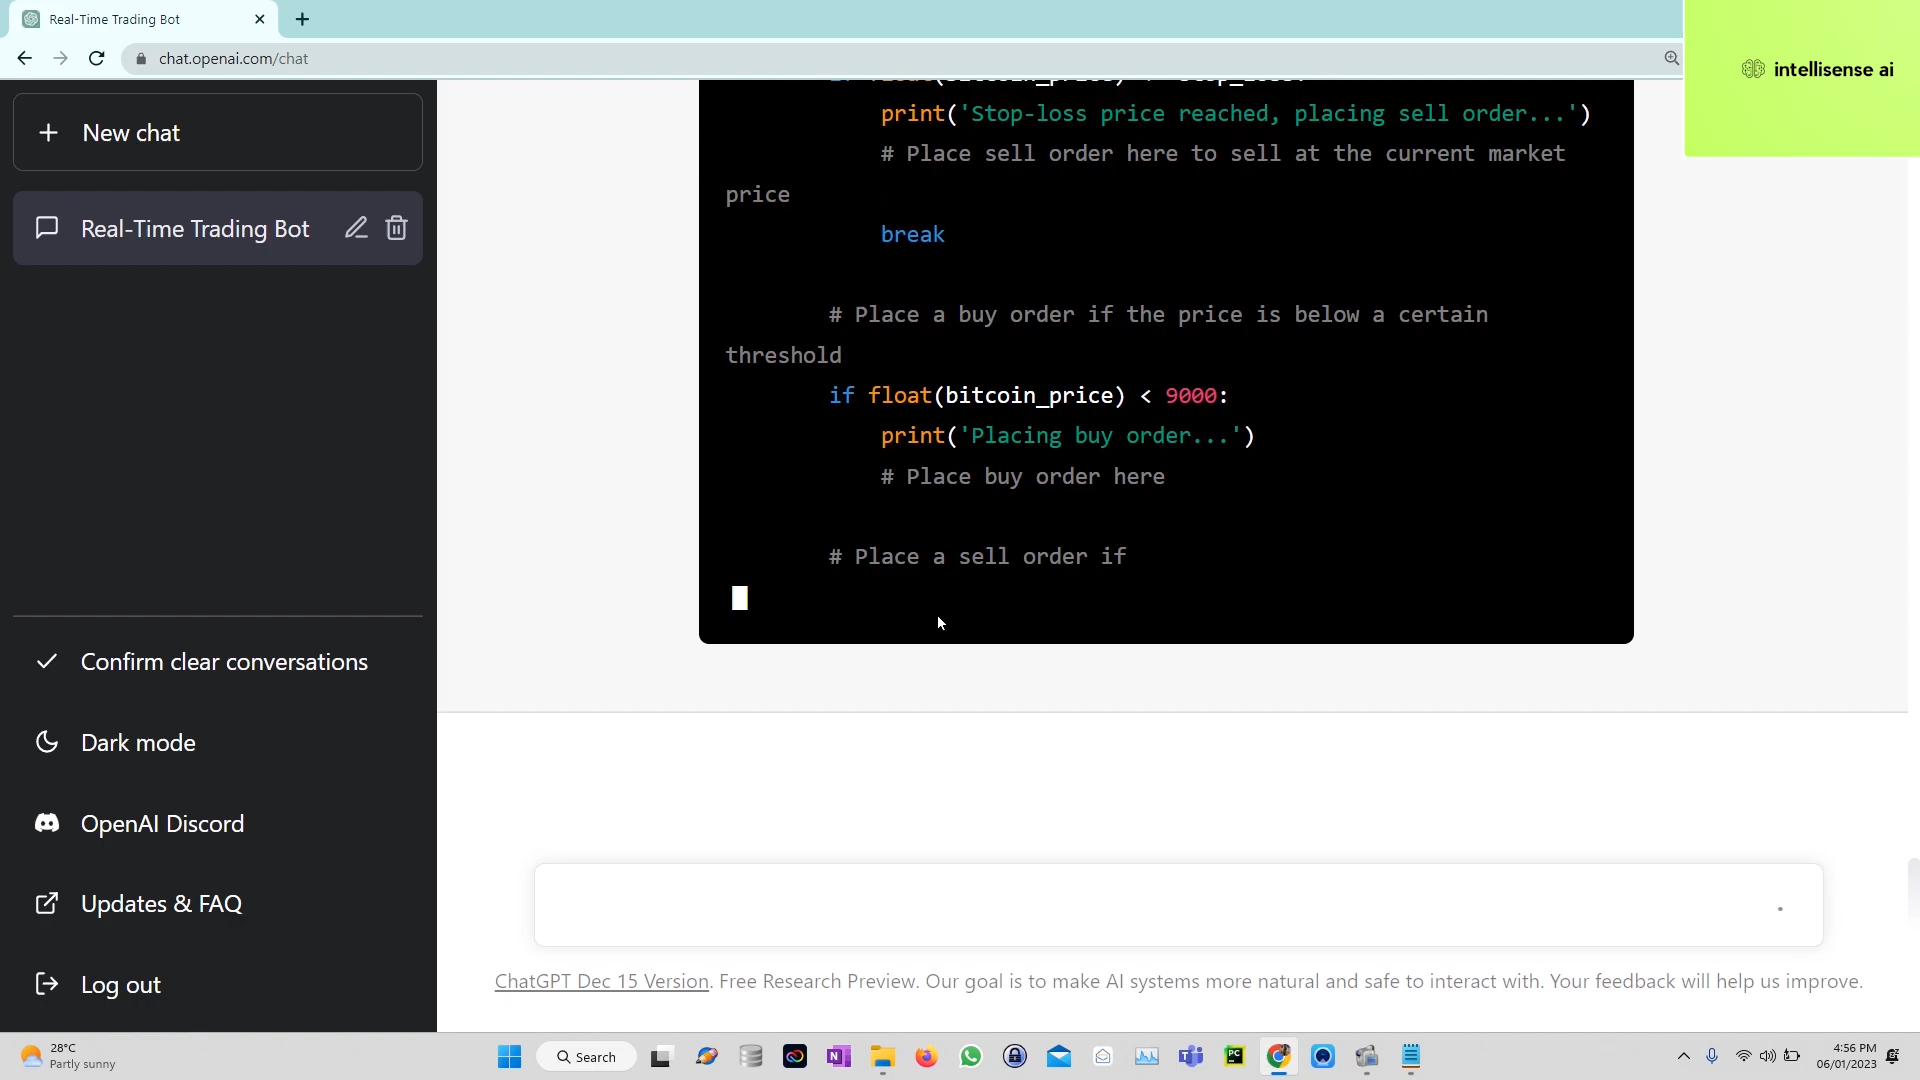 Real-Time Trading Bot
chat.openai.com/chat
intellisense ai
New chat
Real-Time Trading Bot
print('Stop-loss price reached, placing sell order...')
# Place sell order here to sell at the current market
price
break
# Place a buy order if the price is below a certain
threshold
if float(bitcoin_price) < 9000:
print('Placing buy order...')
# Place buy order here
# Place a sell order if
Confirm clear conversations
Dark mode
OpenAI Discord
Updates & FAQ
Log out
ChatGPT Dec 15 Version. Free Research Preview. Our goal is to make AI systems more natural and safe to interact with. Your feedback will help us improve.
28°C
Partly sunny
Search
4:56 PM
06/01/2023